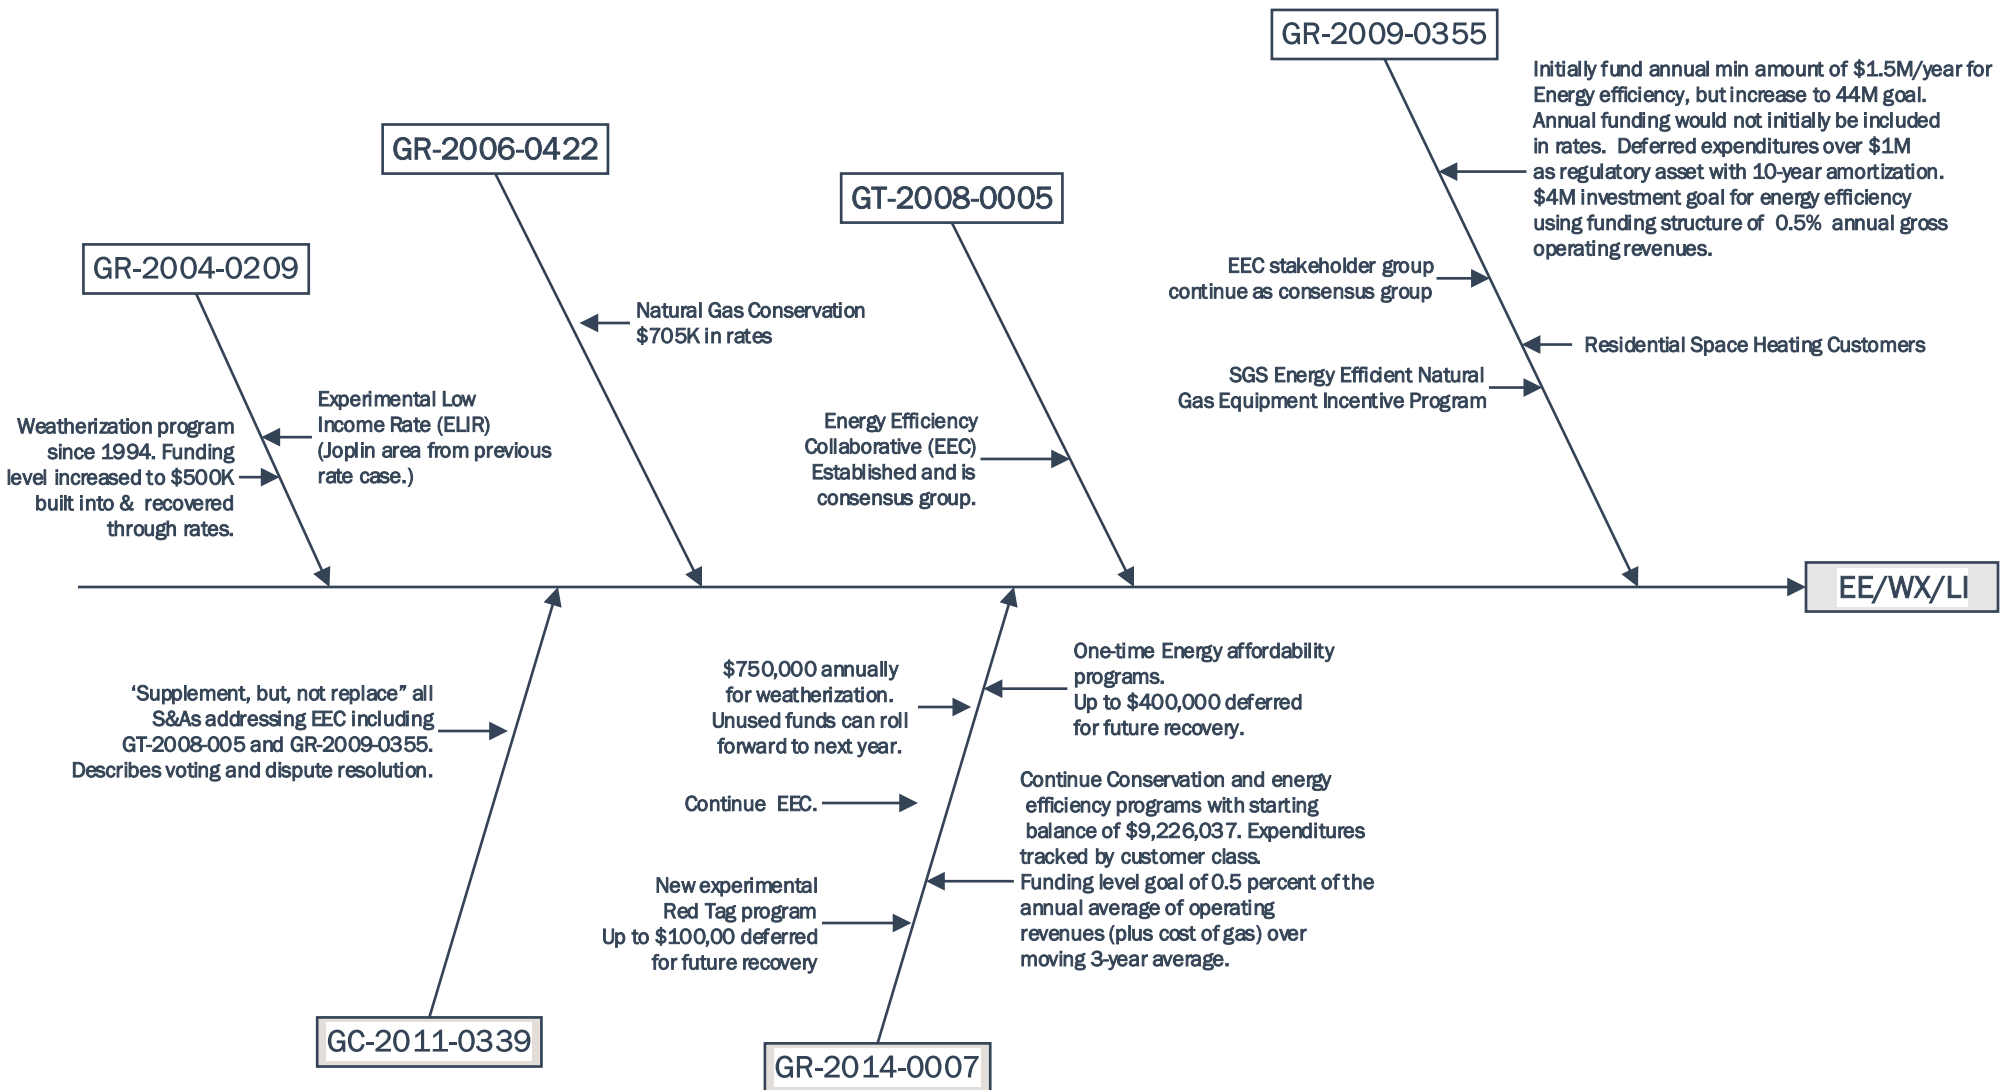 GR-2009-0355
Initially fund annual min amount of $1.5M/year for
Energy efficiency, but increase to 44M goal.
Annual funding would not initially be included
in rates. Deferred expenditures over $1M
as regulatory asset with 10-year amortization.
$4M investment goal for energy efficiency
using funding structure of 0.5% annual gross
operating revenues.
EEC stakeholder group
continue as consensus group
Residential Space Heating Customers
SGS Energy Efficient Natural
Gas Equipment Incentive Program
GR-2006-0422
Natural Gas Conservation
$705K in rates
GT-2008-0005
Energy Efficiency
Collaborative (EEC)
Established and is
consensus group.
GR-2004-0209
Experimental Low
Income Rate (ELIR)
(Joplin area from previous
rate case.)
Weatherization program
since 1994. Funding
level increased to $500K
built into & recovered
through rates.
EE/WX/LI
‘Supplement, but, not replace” all
S&As addressing EEC including
GT-2008-005 and GR-2009-0355.
Describes voting and dispute resolution.
GC-2011-0339
$750,000 annually
for weatherization.
Unused funds can roll
forward to next year.
One-time Energy affordability
programs.
Up to $400,000 deferred
for future recovery.
Continue EEC.
Continue Conservation and energy
efficiency programs with starting
balance of $9,226,037. Expenditures
tracked by customer class.
Funding level goal of 0.5 percent of the
annual average of operating
revenues (plus cost of gas) over
moving 3-year average.
New experimental
Red Tag program
Up to $100,00 deferred
for future recovery
GR-2014-0007